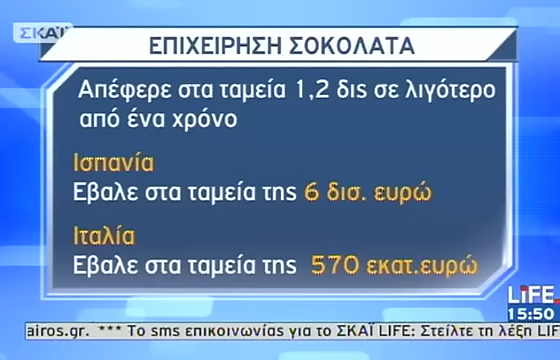 ΣΚΑΪ
ΕΠΙΧΕΙΡΗΣΗ ΣΟΚΟΛΑΤΑ
Απέφερε στα ταμεία 1,2 δις σε λιγότερο
από ένα χρόνο
Ισπανία
Εβαλε στα ταμεία της 6 δισ. ευρώ
Ιταλία
Εβαλε στα ταμεία της 570 εκατ.ευρώ
LiFE
15:50
airos.gr. *** Το sms επικοινωνίας για το ΣΚΑΪ LIFE: Στείλτε τη λέξη LIF